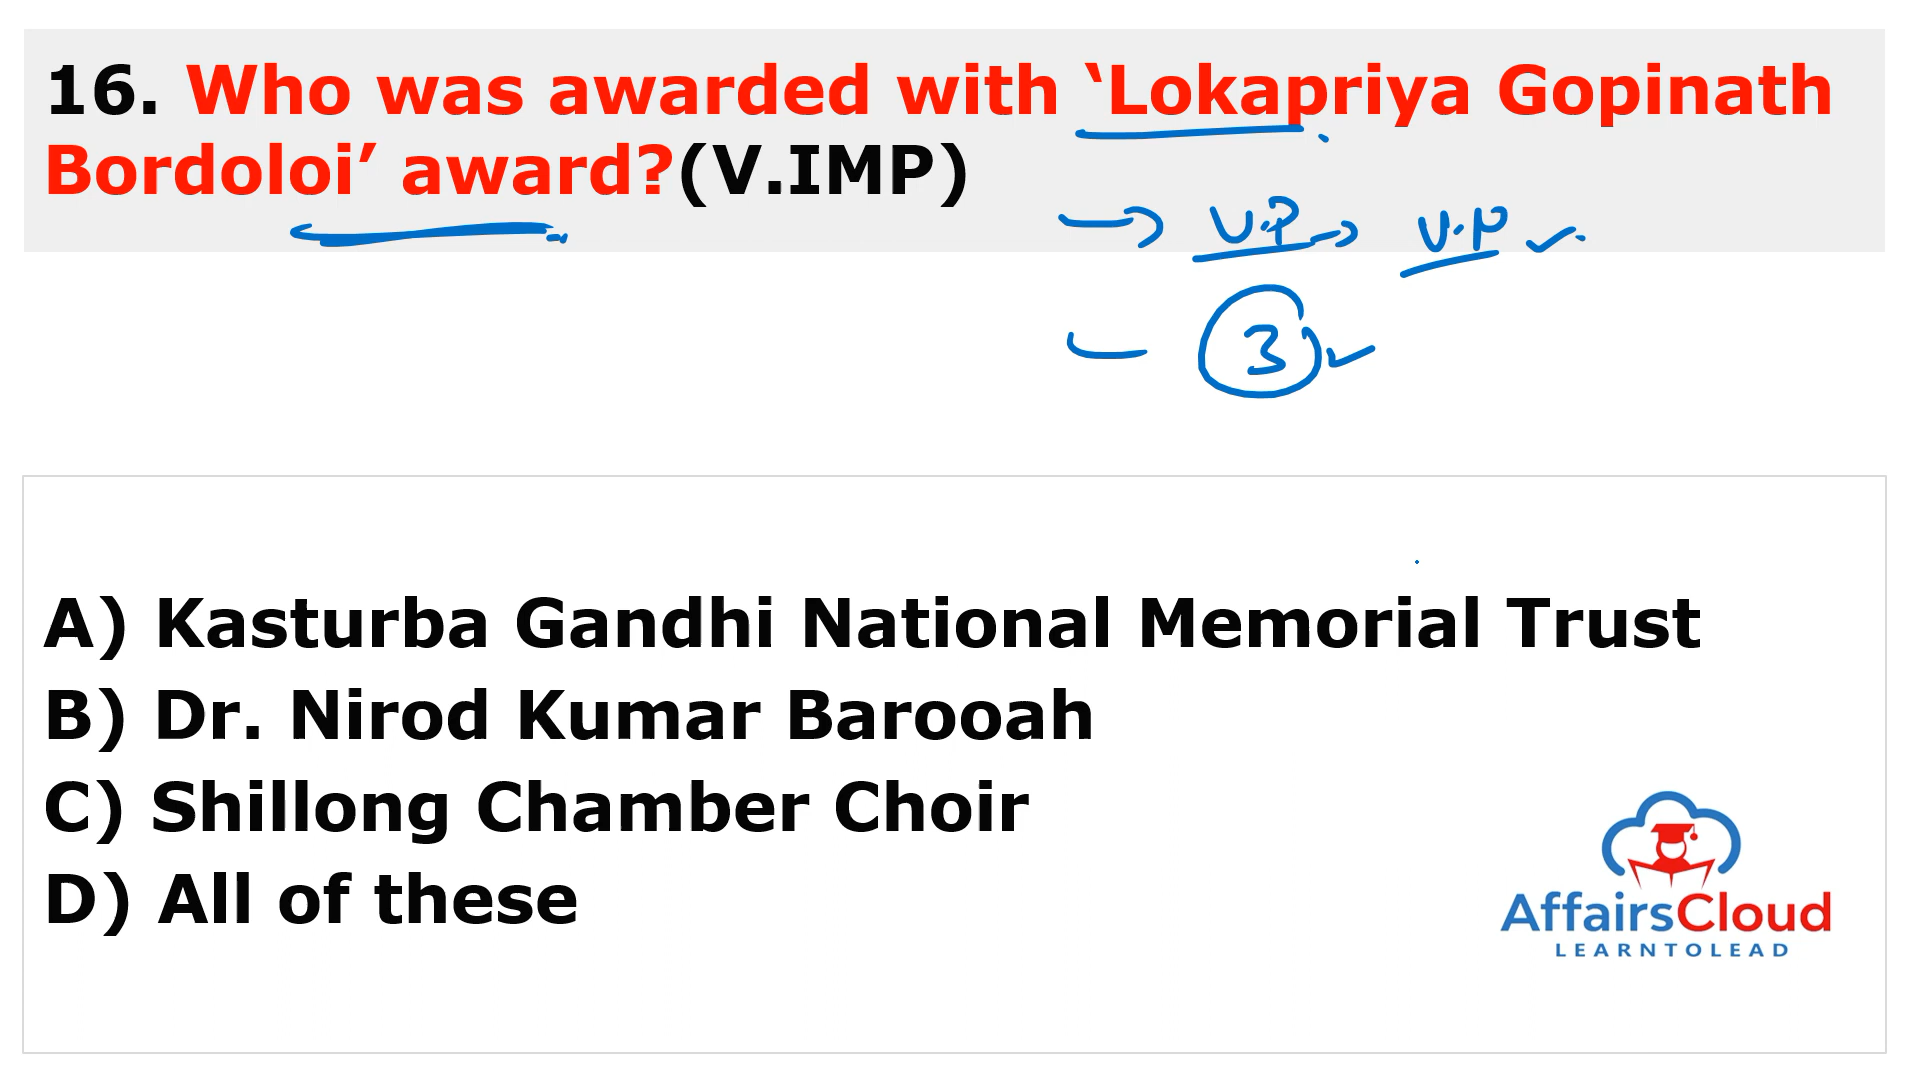 16. Who was awarded with ‘Lokapriya Gopinath
Bordoloi’ award?(V.IMP)
V.P V.P
3
A) Kasturba Gandhi National Memorial Trust
B) Dr. Nirod Kumar Barooah
C) Shillong Chamber Choir
D) All of these
AffairsCloud
LEARNTOLEAD